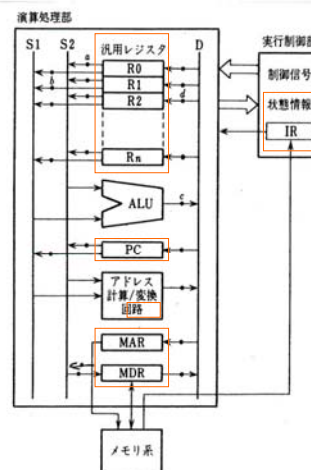 演算処理部
S1 S2 汎用レジスタ D
実行制御部
a
R0
b
R1
R2
d
制御信号
状態情報
IR
Rn
ALU
c
PC
アドレス
計算/変換
回路
MAR
MDR
メモリ系